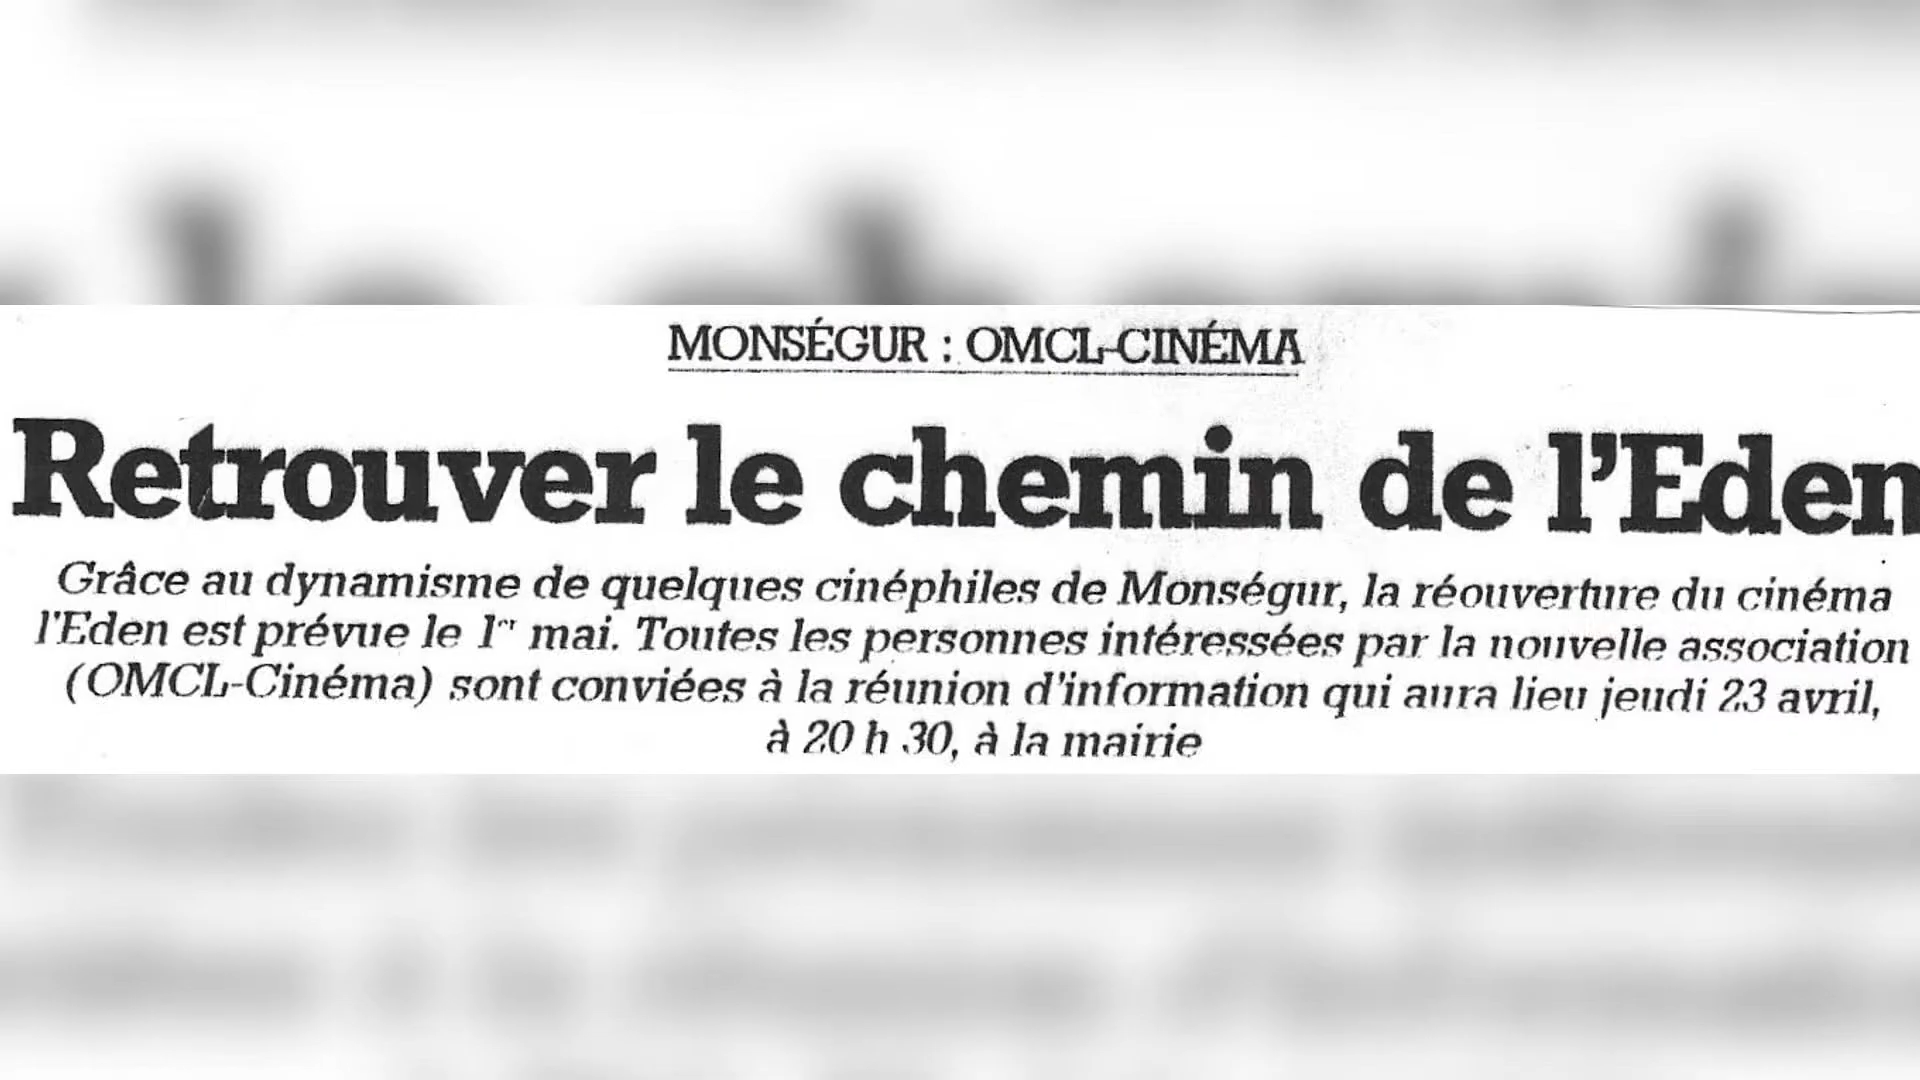 MONSÉGUR : OMCL-CINÉMA
Retrouver le chemin de l'Eden
Grâce au dynamisme de quelques cinéphiles de Monségur, la réouverture du cinéma
l'Eden est prévue le 1er mai. Toutes les personnes intéressées par la nouvelle association
(OMCL-Cinéma) sont conviées à la réunion d'information qui aura lieu jeudi 23 avril,
à 20 h 30, à la mairie